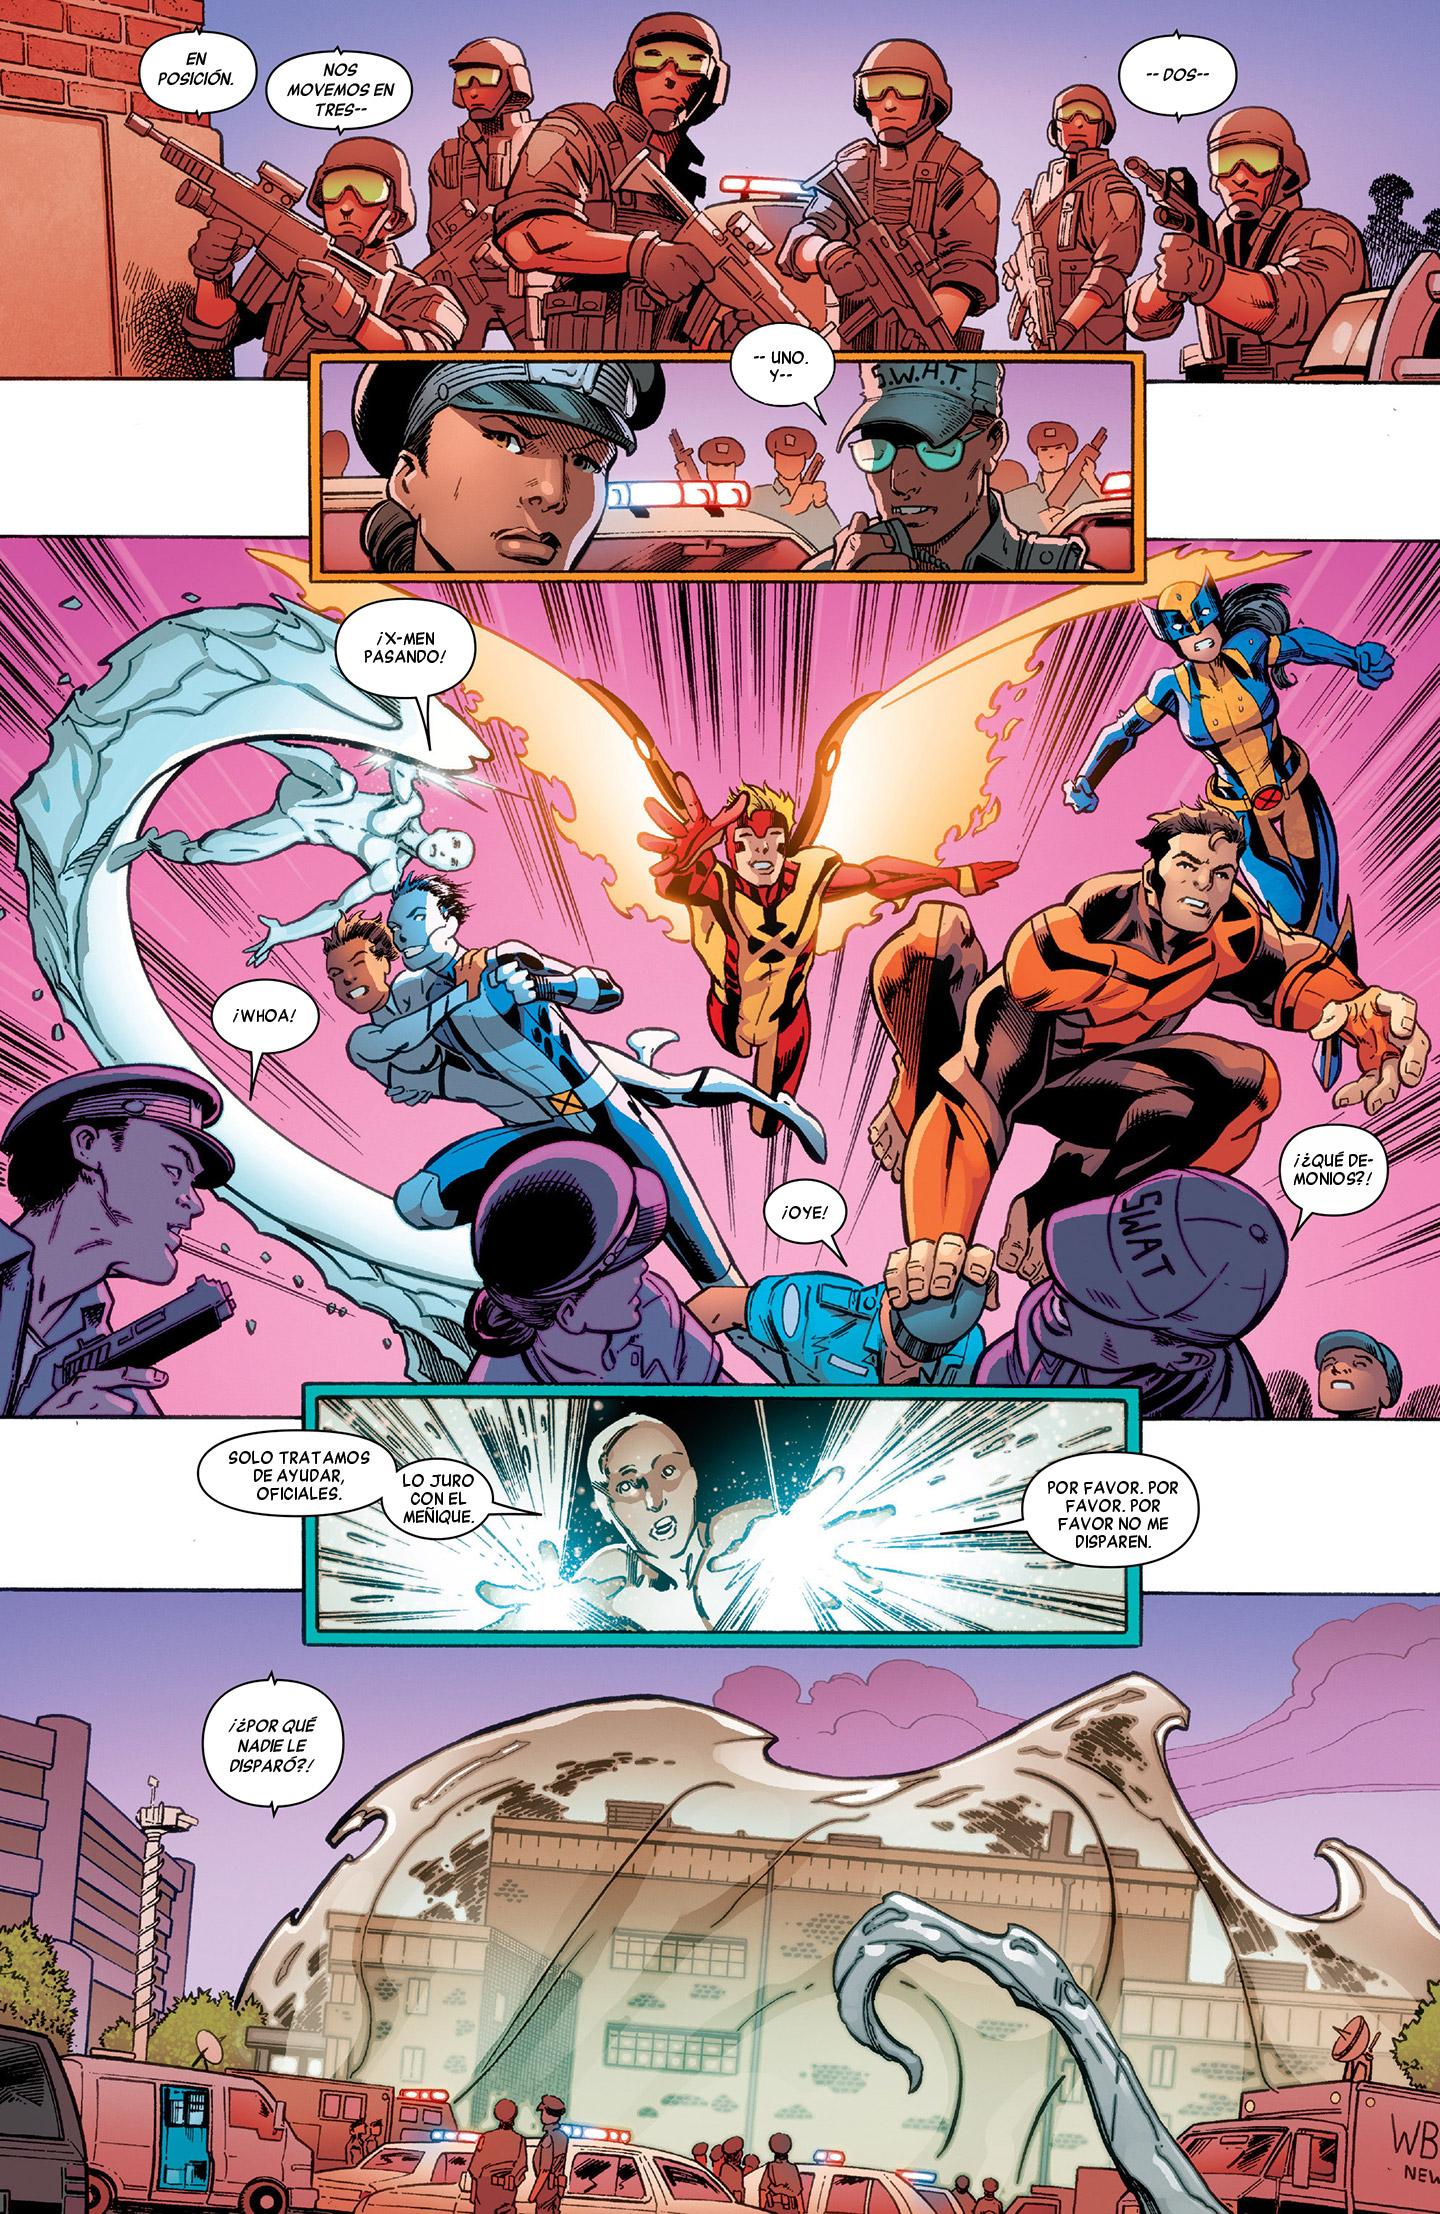 EN
POSICIÓN.
NOS
MOVEMOS EN
TRES--
-- DOS--
-- UNO.
Y--
S.W.A.T
¡X-MEN
PASANDO!
¡WHOA!
¡OYE!
¡¿QUÉ DE-
MONIOS?!
SWAT
SOLO TRATAMOS
DE AYUDAR,
OFICIALES.
LO JURO
CON EL
MEÑIQUE.
POR FAVOR. POR
FAVOR. POR
FAVOR NO ME
DISPAREN.
¡¿POR QUÉ
NADIE LE
DISPARÓ?!
WB
NEW